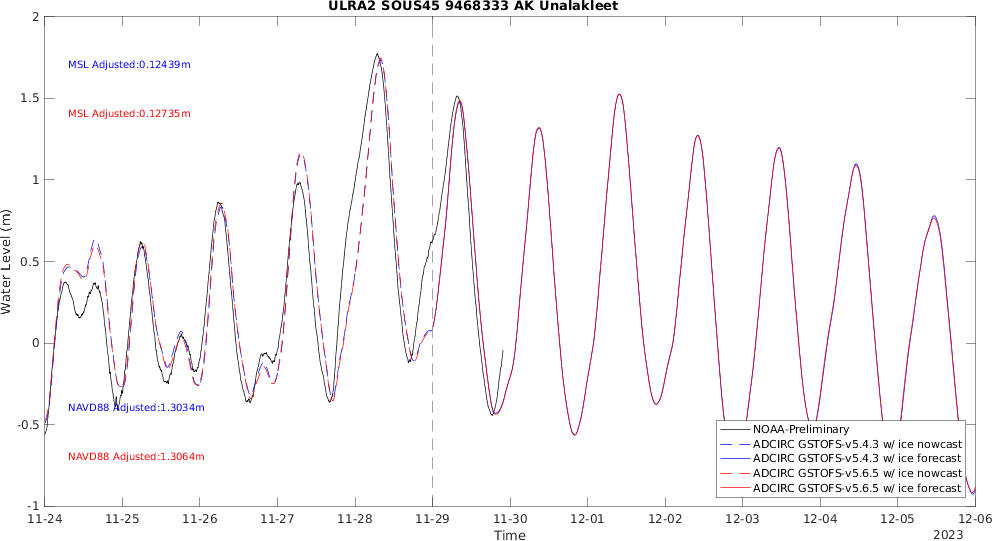 ULRA2 SOUS45 9468333 AK Unalakleet
2
1.5
1
0.5
0
-0.5
-1
Water Level (m)
MSL Adjusted:0.12439m
MSL Adjusted:0.12735m
NAVD88 Adjusted:1.3034m
NAVD88 Adjusted:1.3064m
NOAA-Preliminary
ADCIRC GSTOFS-v5.4.3 w/ ice nowcast
ADCIRC GSTOFS-v5.4.3 w/ ice forecast
ADCIRC GSTOFS-v5.6.5 w/ ice nowcast
ADCIRC GSTOFS-v5.6.5 w/ ice forecast
11-24 11-25 11-26 11-27 11-28 11-29 11-30 12-01 12-02 12-03 12-04 12-05 12-06
Time
2023